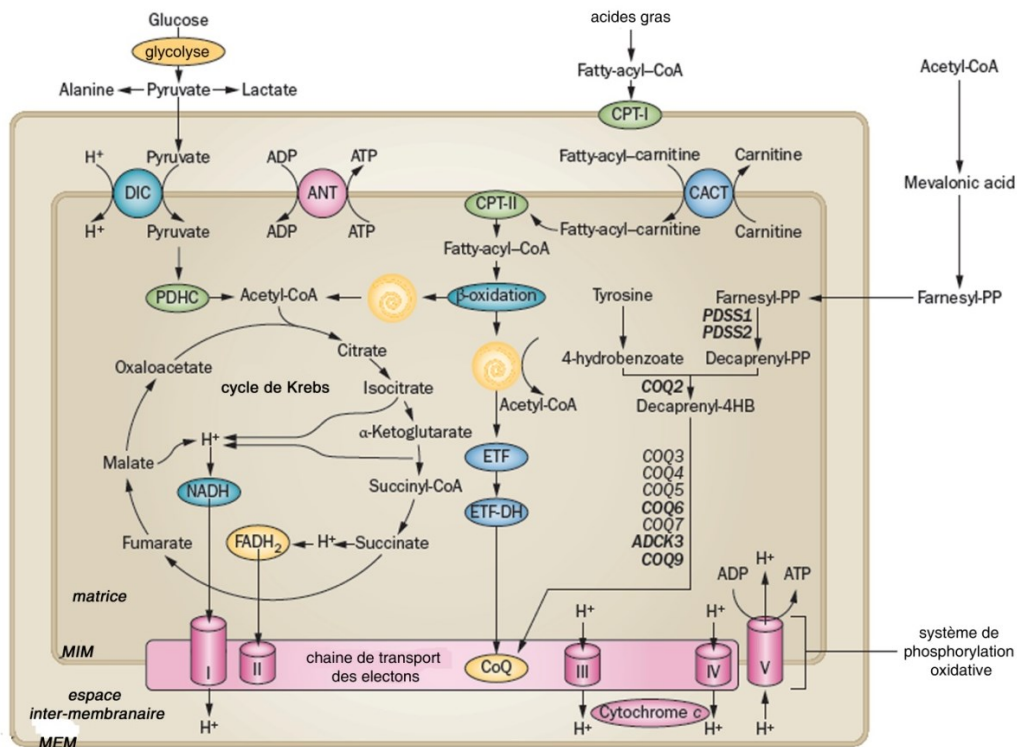 Glucose
glycolyse
Alanine Pyruvate Lactate
acides gras
Fatty-acyl–CoA
CPT-I
Acetyl-CoA
Mevalonic acid
Farnesyl-PP
H+ Pyruvate
DIC
H+ Pyruvate
ADP ATP
ANT
ADP ATP
Fatty-acyl–carnitine Carnitine
CACT
Fatty-acyl–carnitine Carnitine
CPT-II
Fatty-acyl–CoA
PDHC Acetyl-CoA
β-oxidation
Tyrosine
Farnesyl-PP
PDSS1
PDSS2
4-hydrobenzoate Decaprenyl-PP
COQ2
Decaprenyl-4HB
Citrate
Oxaloacetate
cycle de Krebs
Isocitrate
Acetyl-CoA
α-Ketoglutarate
H+
Malate
NADH
Succinyl-CoA
ETF
ETF-DH
COQ3
COQ4
COQ5
COQ6
COQ7
ADCK3
COQ9
Fumarate
FADH2
H+ Succinate
matrice
MIM
I
II
chaine de transport
des electons
CoQ
H+
III
H+
IV
ADP H+ ATP
V
système de
phosphorylation
oxidative
espace
inter-membranaire
H+
H+ Cytochrome c H+
H+
MEM